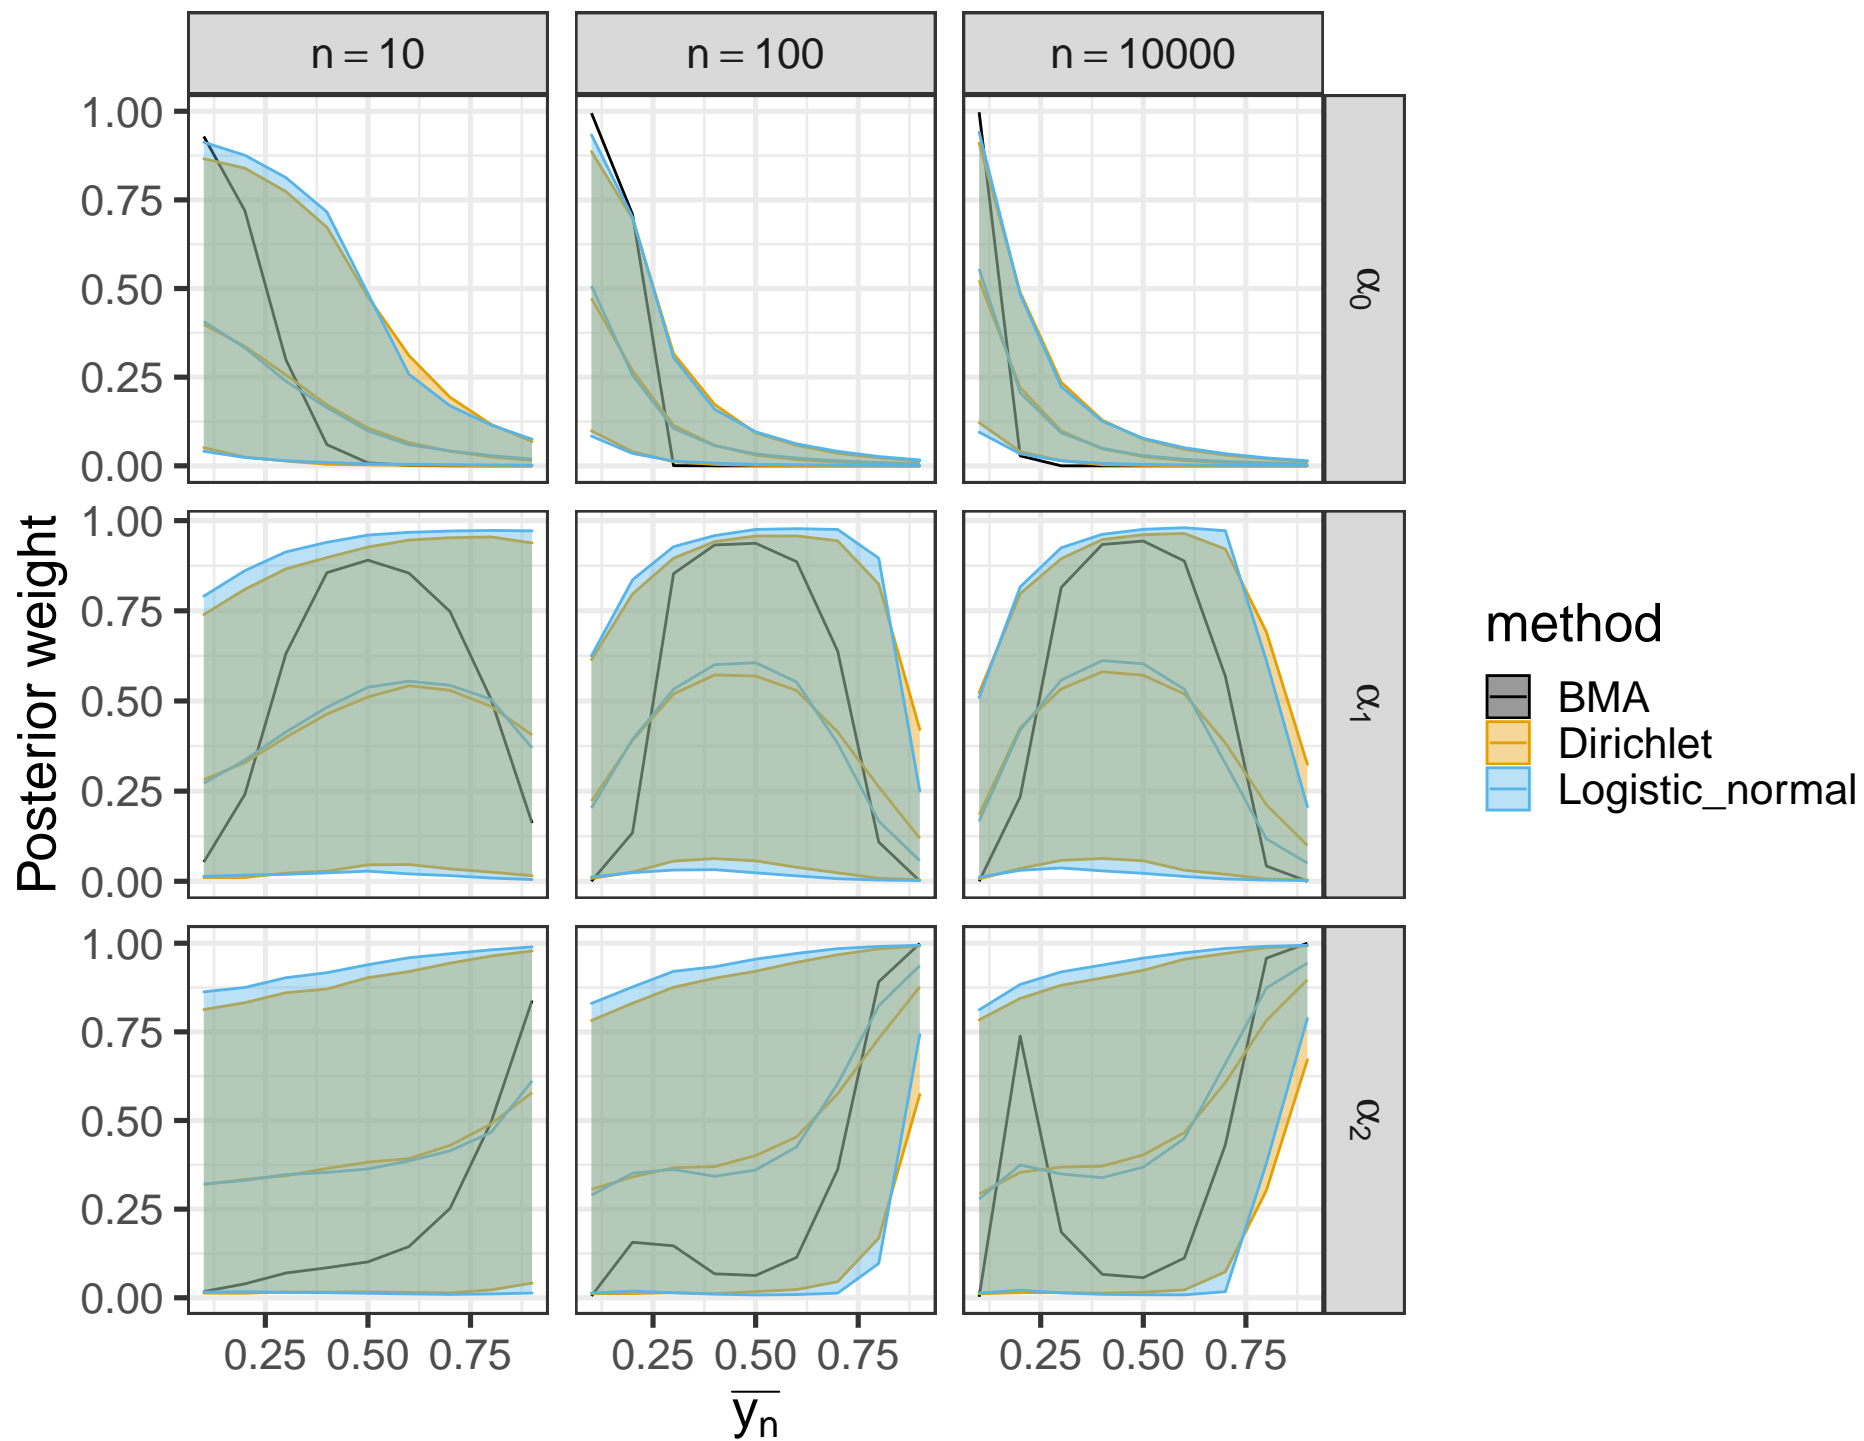 n = 10 n = 100 n = 10000
1.00
0.75
0.50
0.25
0.00
α0
1.00
0.75
0.50
0.25
0.00
α1
1.00
0.75
0.50
0.25
0.00
α2
0.25 0.50 0.75 0.25 0.50 0.75 0.25 0.50 0.75
y̅n
Posterior weight
method
BMA
Dirichlet
Logistic_normal